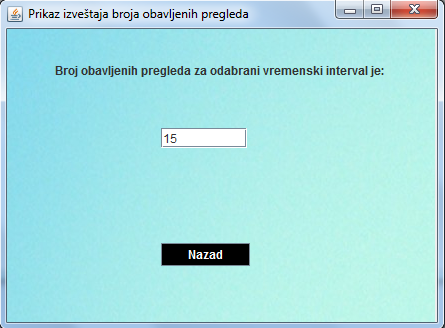 Prikaz izveštaja broja obavljenih pregleda
Broj obavljenih pregleda za odabrani vremenski interval je:
15
Nazad